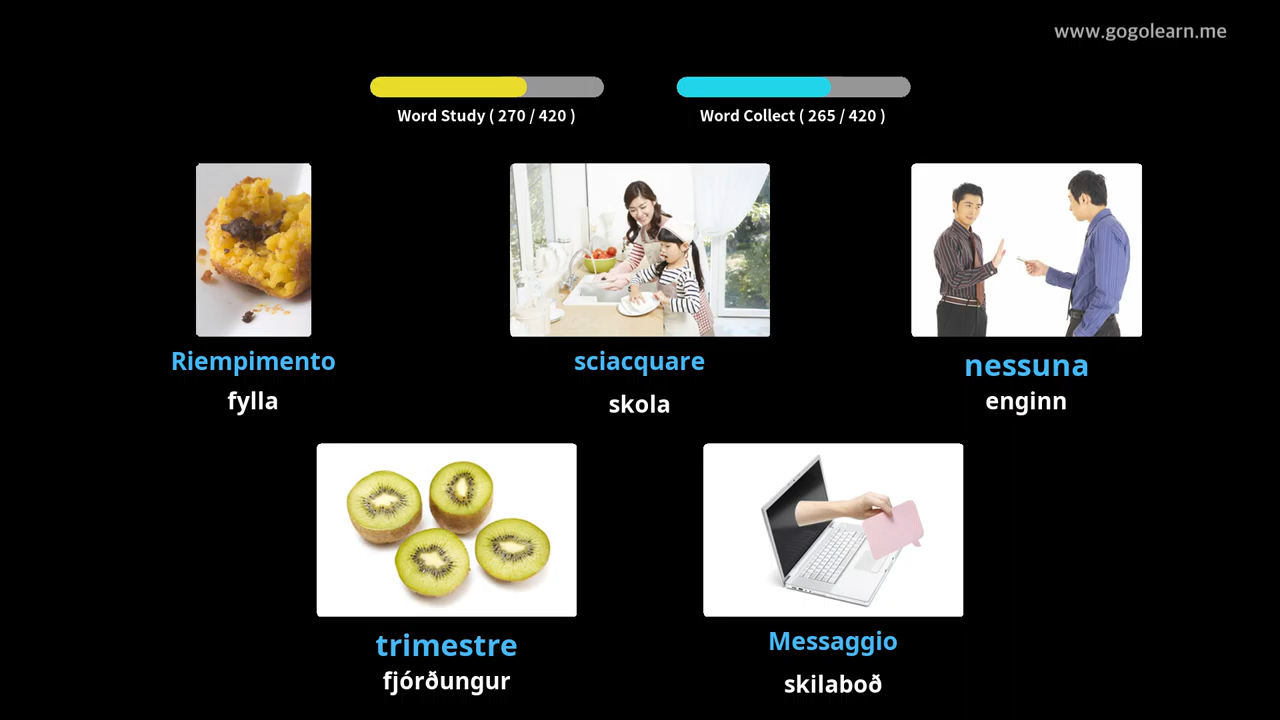 www.gogolearn.me
Word Study ( 270 / 420 )
Word Collect ( 265 / 420 )
Riempimento
fylla
sciacquare
skola
nessuna
enginn
trimestre
fjórðungur
Messaggio
skilaboð